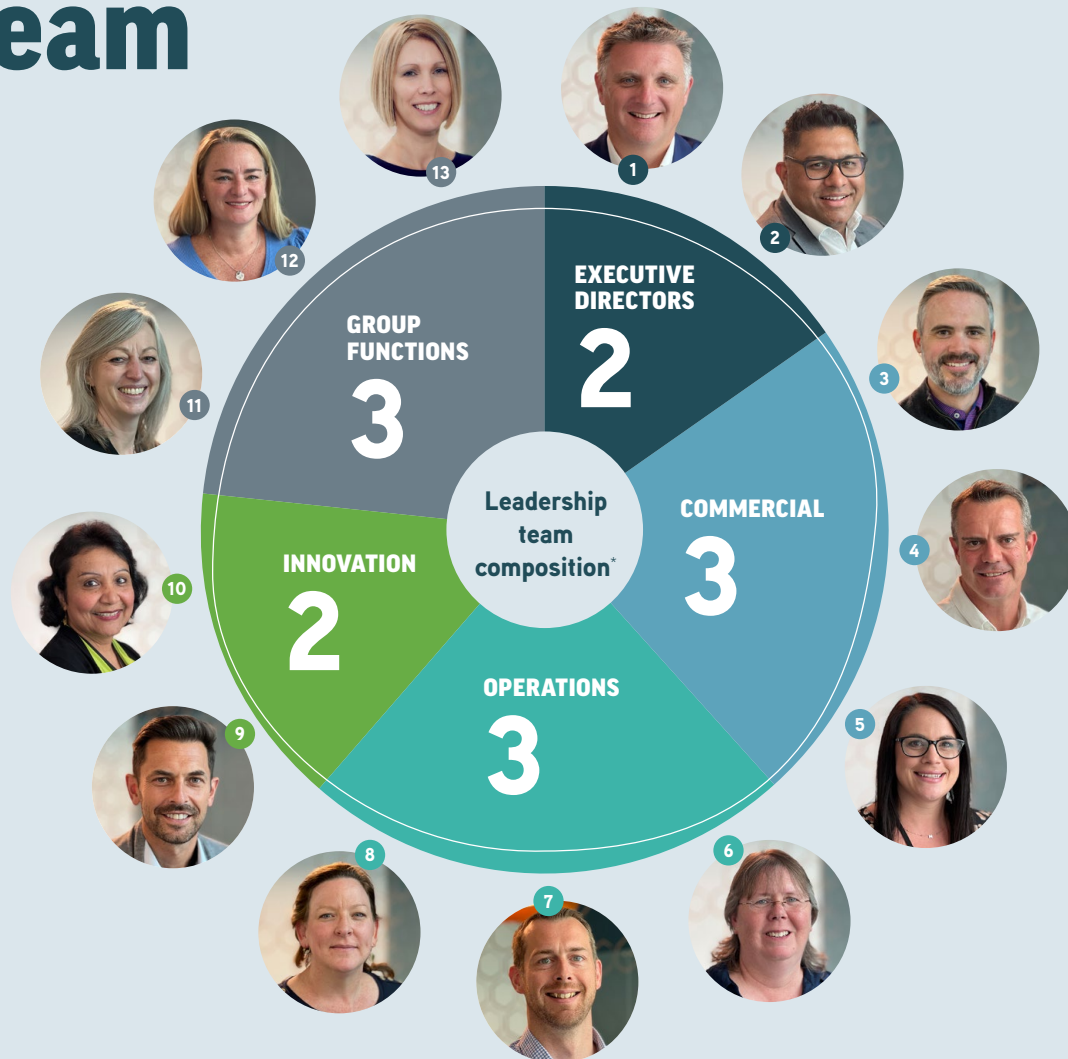 eam
13
1
12
2
EXECUTIVE
DIRECTORS
2
GROUP
FUNCTIONS
3
3
11
Leadership
team
composition*
COMMERCIAL
3
4
INNOVATION
2
10
OPERATIONS
3
5
9
6
8
7